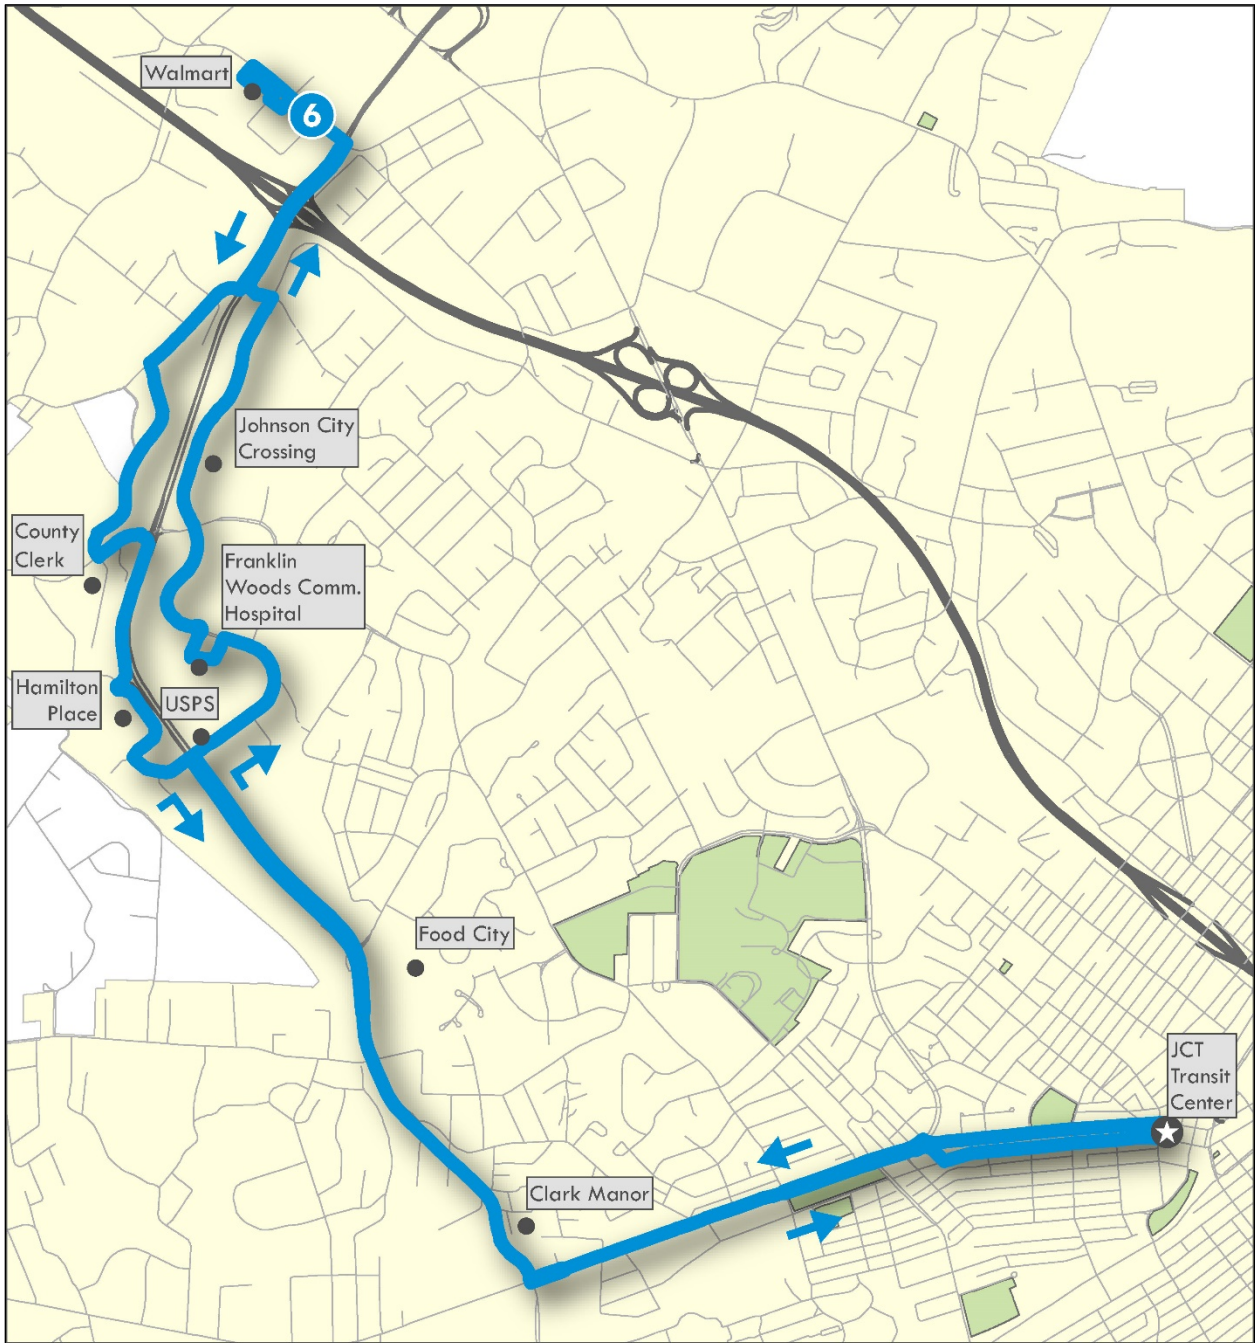 Walmart
6
Johnson City
Crossing
County
Clerk
Franklin
Woods Comm.
Hospital
Hamilton
Place
USPS
Food City
JCT
Transit
Center
Clark Manor